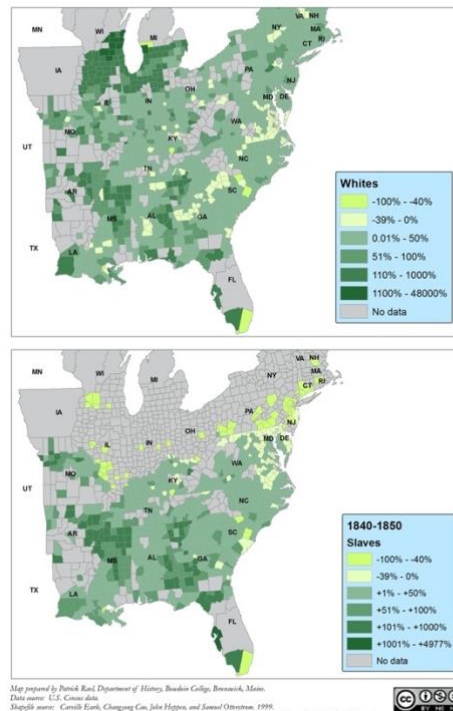 MN
WI
MI
NY
VA
NH
MA
RI
CT
IA
PA
NJ
OH
IL
IN
MD
DE
WA
UT
MO
KY
NC
TN
SC
AR
MS
AL
GA
TX
LA
FL
Whites
-100% - -40%
-39% - 0%
0.01% - 50%
51% - 100%
110% - 1000%
1100% - 48000%
No data
MN
WI
MI
NY
VA
NH
MA
RI
CT
IA
PA
NJ
OH
IL
IN
MD
DE
WA
UT
MO
KY
NC
TN
SC
AR
MS
AL
GA
TX
LA
FL
1840-1850
Slaves
-100% - -40%
-39% - 0%
+1% - +50%
+51% - +100%
+101% - +1000%
+1001% - +4977%
No data
Map prepared by Patrick Rael, Department of History, Bowdoin College, Brunswick, Maine.
Data source: U.S. Census data.
Shapefile source: Carville Earle, Changyong Cao, John Heppen, and Samuel Otterstrom. 1999.
cc
BY NC